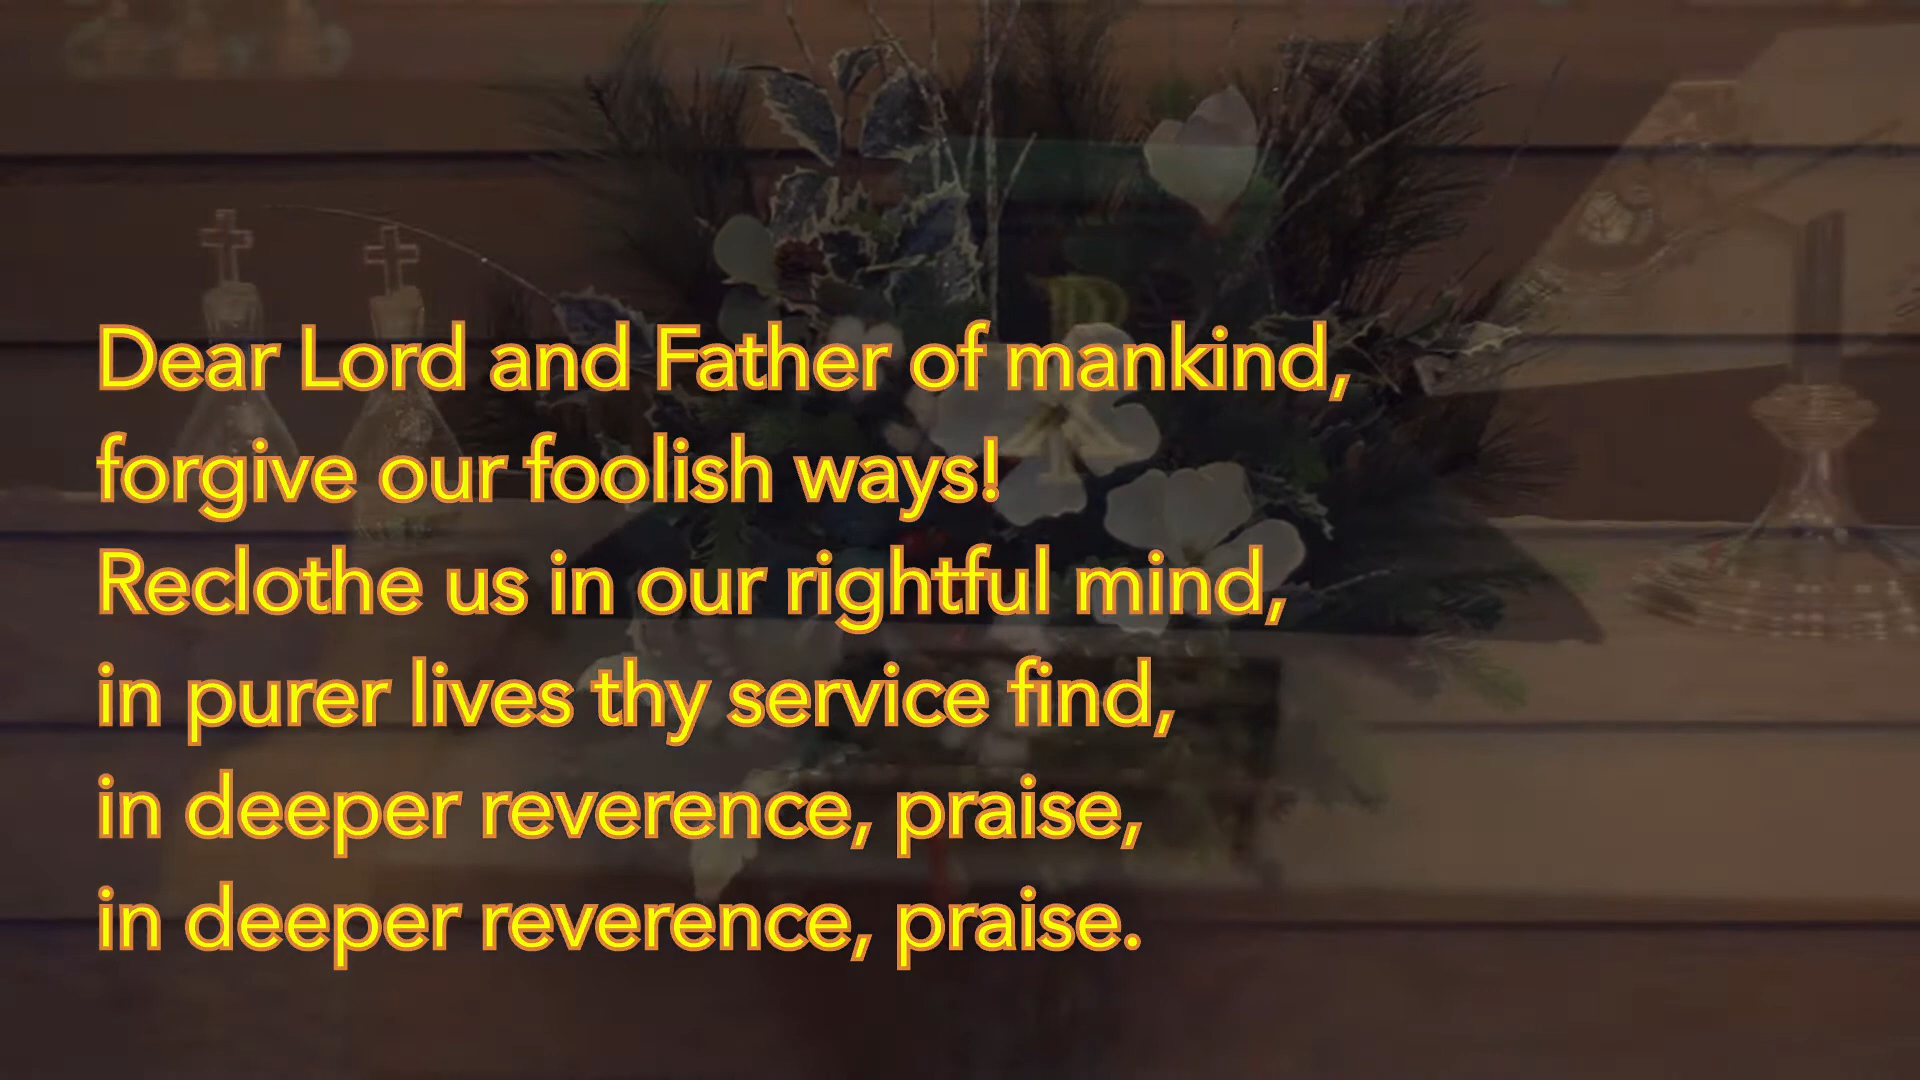 Dear Lord and Father of mankind,
forgive our foolish ways!
Reclothe us in our rightful mind,
in purer lives thy service find,
in deeper reverence, praise,
in deeper reverence, praise.